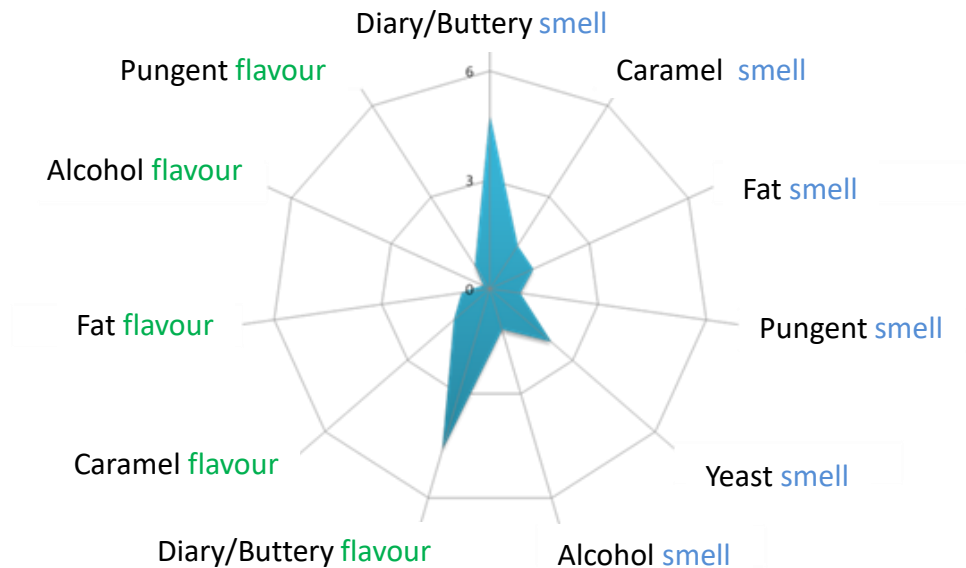 Diary/Buttery smell
Pungent flavour
Caramel smell
6
Alcohol flavour
Fat smell
3
0
Fat flavour
Pungent smell
Caramel flavour
Yeast smell
Diary/Buttery flavour
Alcohol smell